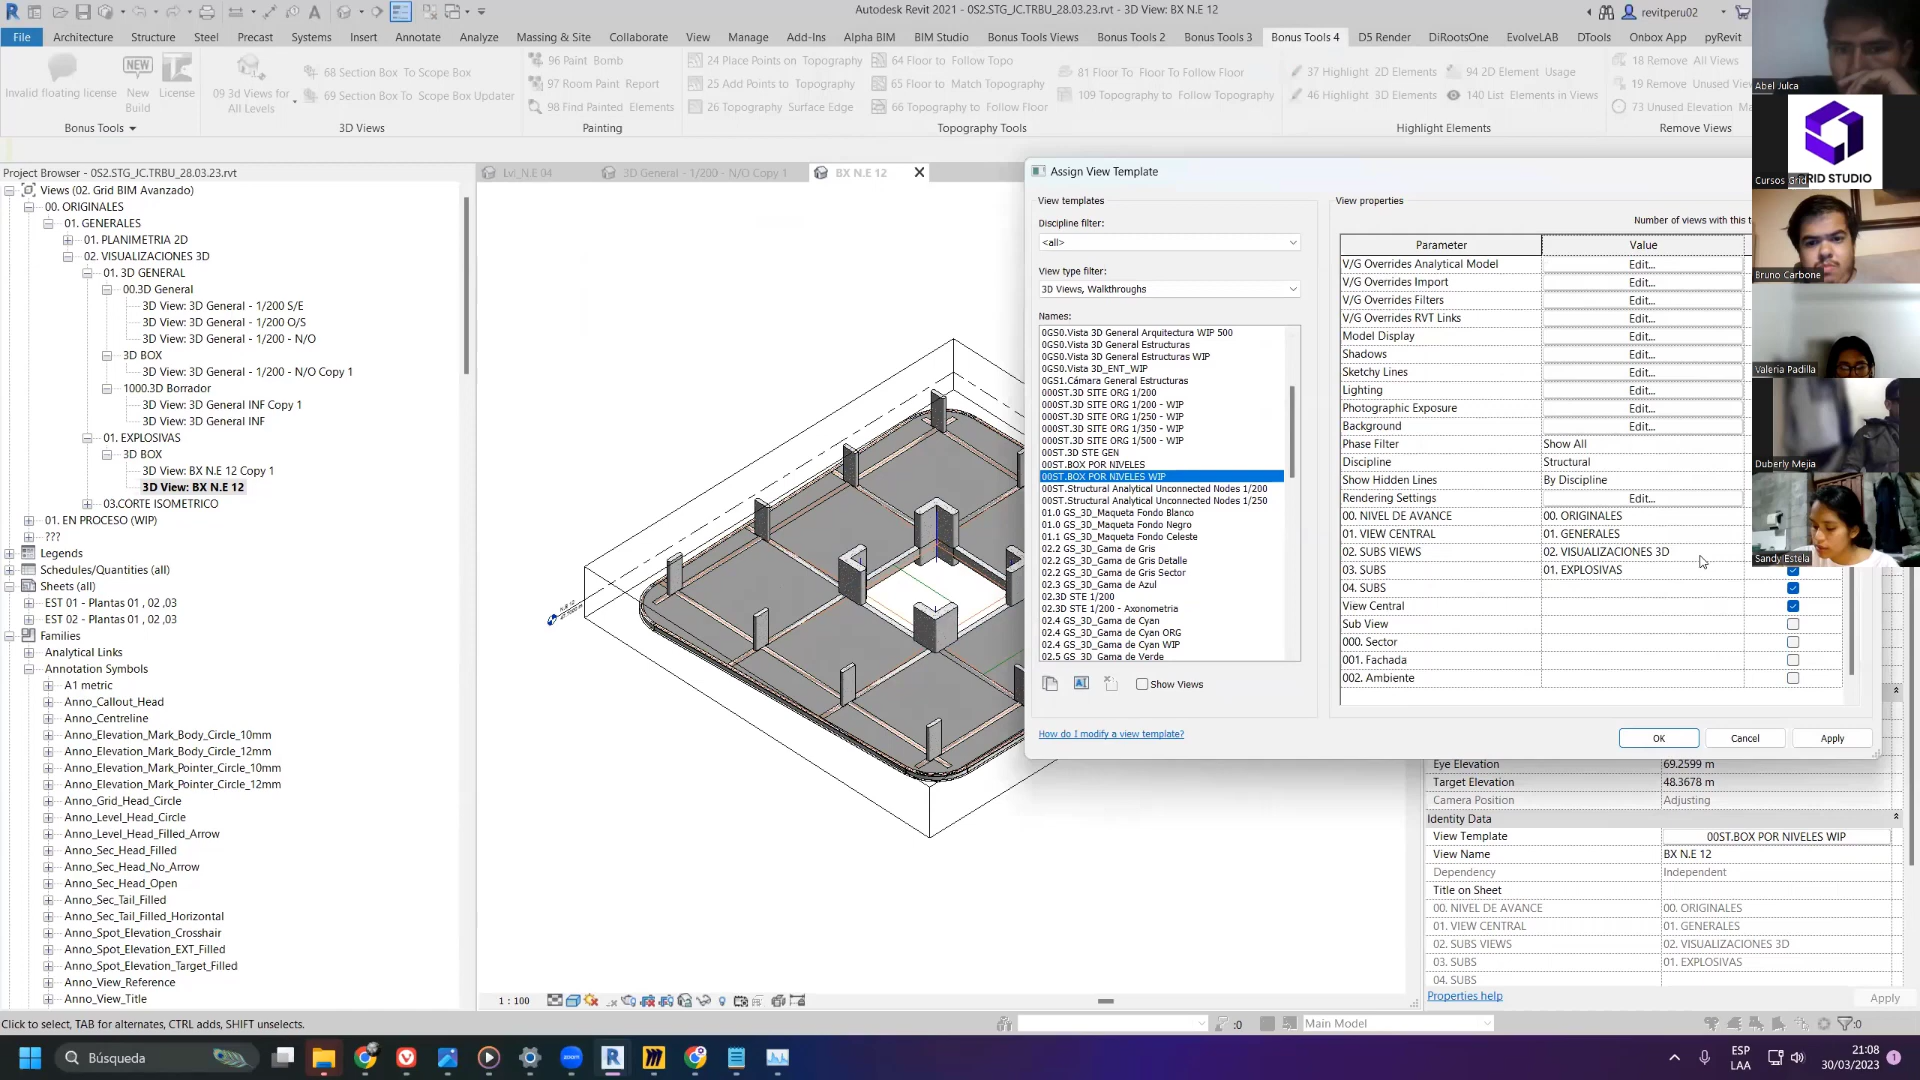 Autodesk Revit 2021 - 0S2.STG_JC.TRBU_28.03.23.rvt - 3D View: BX N.E 12
revitperu02
File
Architecture
Structure
Steel
Precast
Systems
Insert
Annotate
Analyze
Massing & Site
Collaborate
View
Manage
Add-Ins
Alpha BIM
BIM Studio
Bonus Tools Views
Bonus Tools 2
Bonus Tools 3
Bonus Tools 4
D5 Render
DiRootsOne
EvolveLAB
DTools
Onbox App
pyRevit
Invalid floating license
New Build
License
09 3d Views for All Levels
68 Section Box To Scope Box
69 Section Box To Scope Box Updater
96 Paint Bomb
97 Room Paint Report
98 Find Painted Elements
24 Place Points on Topography
25 Add Points to Topography
26 Topography Surface Edge
64 Floor to Follow Topo
65 Floor to Match Topography
66 Topography to Follow Floor
81 Floor To Floor To Follow Floor
109 Topography to Follow Topography
37 Highlight 2D Elements
46 Highlight 3D Elements
94 2D Element Usage
140 List Elements in Views
18 Remove All Views
19 Remove Unused View
73 Unused Elevation Ma
Bonus Tools
3D Views
Painting
Topography Tools
Highlight Elements
Remove Views
Project Browser - 0S2.STG_JC.TRBU_28.03.23.rvt
Views (02. Grid BIM Avanzado)
00. ORIGINALES
01. GENERALES
01. PLANIMETRIA 2D
02. VISUALIZACIONES 3D
01. 3D GENERAL
00.3D General
3D View: 3D General - 1/200 S/E
3D View: 3D General - 1/200 O/S
3D View: 3D General - 1/200 - N/O
3D BOX
3D View: 3D General - 1/200 - N/O Copy 1
1000.3D Borrador
3D View: 3D General INF Copy 1
3D View: 3D General INF
01. EXPLOSIVAS
3D BOX
3D View: BX N.E 12 Copy 1
3D View: BX N.E 12
03.CORTE ISOMETRICO
01. EN PROCESO (WIP)
???
Legends
Schedules/Quantities (all)
Sheets (all)
EST 01 - Plantas 01 , 02 ,03
EST 02 - Plantas 01 , 02 ,03
Families
Analytical Links
Annotation Symbols
A1 metric
Anno_Callout_Head
Anno_Centreline
Anno_Elevation_Mark_Body_Circle_10mm
Anno_Elevation_Mark_Body_Circle_12mm
Anno_Elevation_Mark_Pointer_Circle_10mm
Anno_Elevation_Mark_Pointer_Circle_12mm
Anno_Grid_Head_Circle
Anno_Level_Head_Circle
Anno_Level_Head_Filled_Arrow
Anno_Sec_Head_Filled
Anno_Sec_Head_No_Arrow
Anno_Sec_Head_Open
Anno_Sec_Tail_Filled
Anno_Sec_Tail_Filled_Horizontal
Anno_Spot_Elevation_Crosshair
Anno_Spot_Elevation_EXT_Filled
Anno_Spot_Elevation_Target_Filled
Anno_View_Reference
Anno_View_Title
Lvl_N.E 04
3D General - 1/200 - N/O Copy 1
BX N.E 12
1 : 100
Assign View Template
View templates
Discipline filter:
<all>
View type filter:
3D Views, Walkthroughs
Names:
0GS0.Vista 3D General Arquitectura WIP 500
0GS0.Vista 3D General Estructuras
0GS0.Vista 3D General Estructuras WIP
0GS0.Vista 3D_ENT_WIP
0GS1.Cámara General Estructuras
000ST.3D SITE ORG 1/200
000ST.3D SITE ORG 1/200 - WIP
000ST.3D SITE ORG 1/250 - WIP
000ST.3D SITE ORG 1/350 - WIP
000ST.3D SITE ORG 1/500 - WIP
00ST.3D STE GEN
00ST.BOX POR NIVELES
00ST.BOX POR NIVELES WIP
00ST.Structural Analytical Unconnected Nodes 1/200
00ST.Structural Analytical Unconnected Nodes 1/250
01.0 GS_3D_Maqueta Fondo Blanco
01.0 GS_3D_Maqueta Fondo Negro
01.1 GS_3D_Maqueta Fondo Celeste
02.2 GS_3D_Gama de Gris
02.2 GS_3D_Gama de Gris Detalle
02.2 GS_3D_Gama de Gris Sector
02.3 GS_3D_Gama de Azul
02.3D STE 1/200
02.3D STE 1/200 - Axonometria
02.4 GS_3D_Gama de Cyan
02.4 GS_3D_Gama de Cyan ORG
02.4 GS_3D_Gama de Cyan WIP
02.5 GS_3D_Gama de Verde
Show Views
How do I modify a view template?
View properties
Number of views with this t
Parameter Value
V/G Overrides Analytical Model Edit...
V/G Overrides Import Edit...
V/G Overrides Filters Edit...
V/G Overrides RVT Links Edit...
Model Display Edit...
Shadows Edit...
Sketchy Lines Edit...
Lighting Edit...
Photographic Exposure Edit...
Background Edit...
Phase Filter Show All
Discipline Structural
Show Hidden Lines By Discipline
Rendering Settings Edit...
00. NIVEL DE AVANCE 00. ORIGINALES
01. VIEW CENTRAL 01. GENERALES
02. SUBS VIEWS 02. VISUALIZACIONES 3D
03. SUBS 01. EXPLOSIVAS
04. SUBS
View Central
Sub View
000. Sector
001. Fachada
002. Ambiente
OK Cancel Apply
Eye Elevation 69.2599 m
Target Elevation 48.3678 m
Camera Position Adjusting
Identity Data
View Template 00ST.BOX POR NIVELES WIP
View Name BX N.E 12
Dependency Independent
Title on Sheet
00. NIVEL DE AVANCE 00. ORIGINALES
01. VIEW CENTRAL 01. GENERALES
02. SUBS VIEWS 02. VISUALIZACIONES 3D
03. SUBS 01. EXPLOSIVAS
04. SUBS
Properties help Apply
Abel Julca
GRID STUDIO
Cursos Grid
Bruno Carbone
Valeria Padilla
Duberly Mejia
Sandy Estela
Click to select, TAB for alternates, CTRL adds, SHIFT unselects.
:0
Main Model
:0
Búsqueda
ESP
LAA
21:08
30/03/2023
1